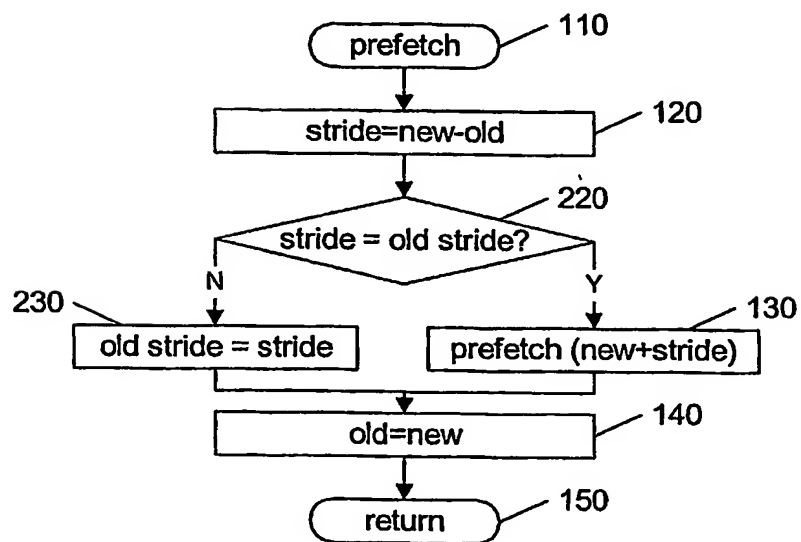 prefetch
110
stride=new-old
120
220
stride = old stride?
N
Y
230
130
old stride = stride
prefetch (new+stride)
140
old=new
150
return